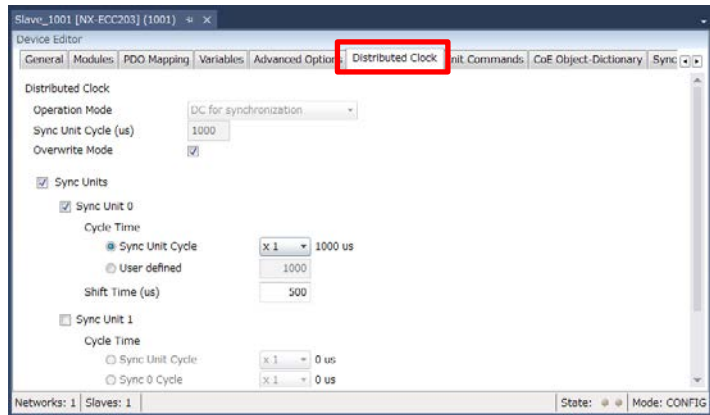 Slave_1001 [NX-ECC203] (1001)
Device Editor
General Modules PDO Mapping Variables Advanced Options Distributed Clock nit Commands CoE Object-Dictionary Sync
Distributed Clock
Operation Mode DC for synchronization
Sync Unit Cycle (us) 1000
Overwrite Mode
Sync Units
Sync Unit 0
Cycle Time
Sync Unit Cycle x 1 1000 us
User defined 1000
Shift Time (us) 500
Sync Unit 1
Cycle Time
Sync Unit Cycle x 1 0 us
Sync 0 Cycle x 1 0 us
Networks: 1 Slaves: 1 State: Mode: CONFIG